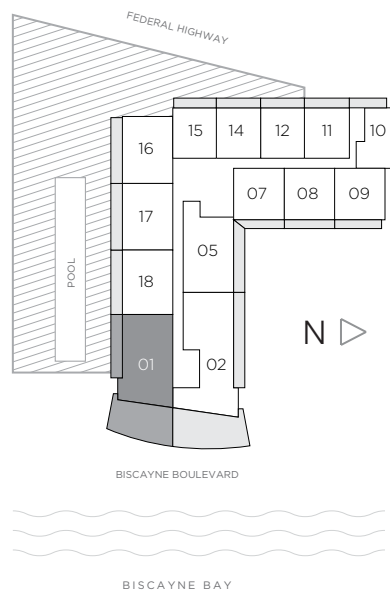 FEDERAL HIGHWAY
15 14 12 11 10
16
07 08 09
17
05
POOL
18
N
01
02
BISCAYNE BOULEVARD
BISCAYNE BAY